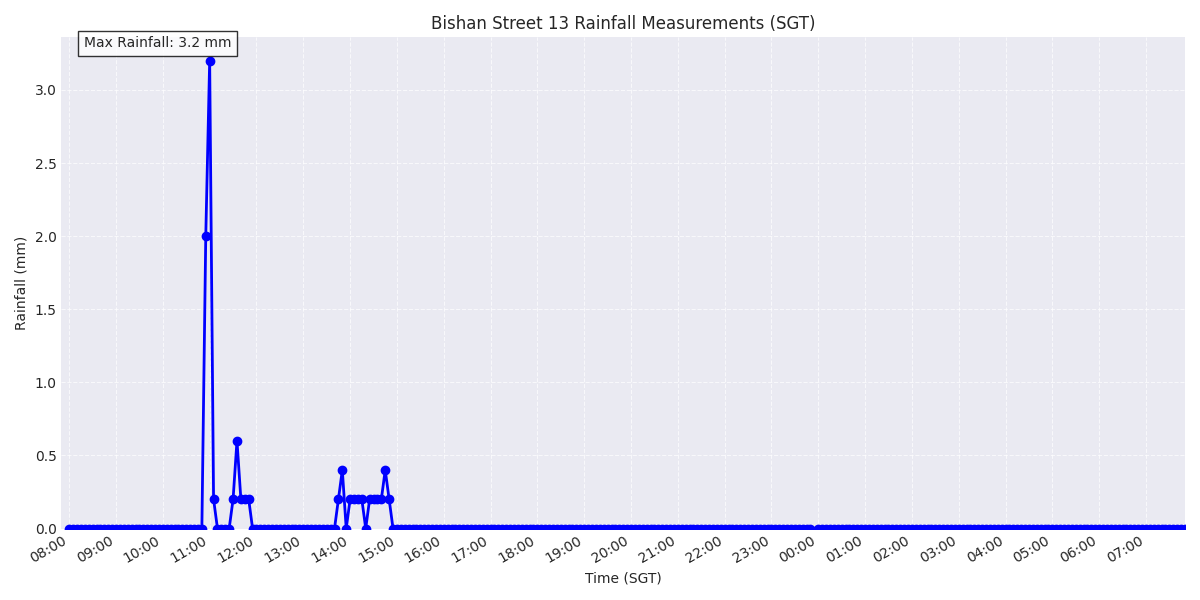 Bishan Street 13 Rainfall Measurements (SGT)
Max Rainfall: 3.2 mm
Rainfall (mm)
3.0
2.5
2.0
1.5
1.0
0.5
0.0
08:00 09:00 10:00 11:00 12:00 13:00 14:00 15:00 16:00 17:00 18:00 19:00 20:00 21:00 22:00 23:00 00:00 01:00 02:00 03:00 04:00 05:00 06:00 07:00
Time (SGT)